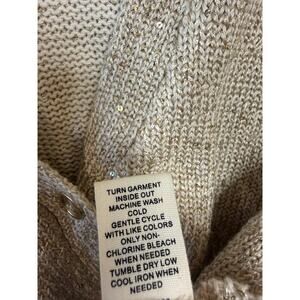 TURN GARMENT
INSIDE OUT
MACHINE WASH
COLD
GENTLE CYCLE
WITH LIKE COLORS
ONLY NON-
CHLORINE BLEACH
WHEN NEEDED
TUMBLE DRY LOW
COOL IRON WHEN
NEEDED